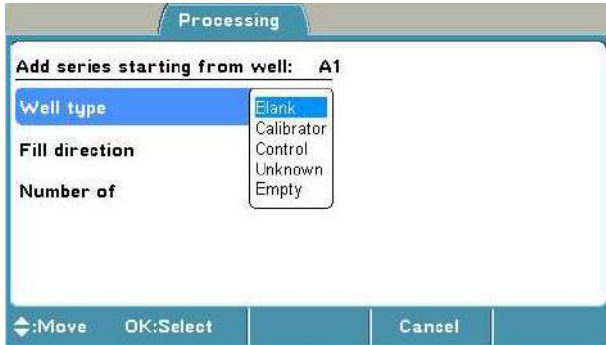 Processing
Add series starting from well: A1
Well type
Blank
Calibrator
Control
Unknown
Empty
Fill direction
Number of
:Move OK:Select Cancel